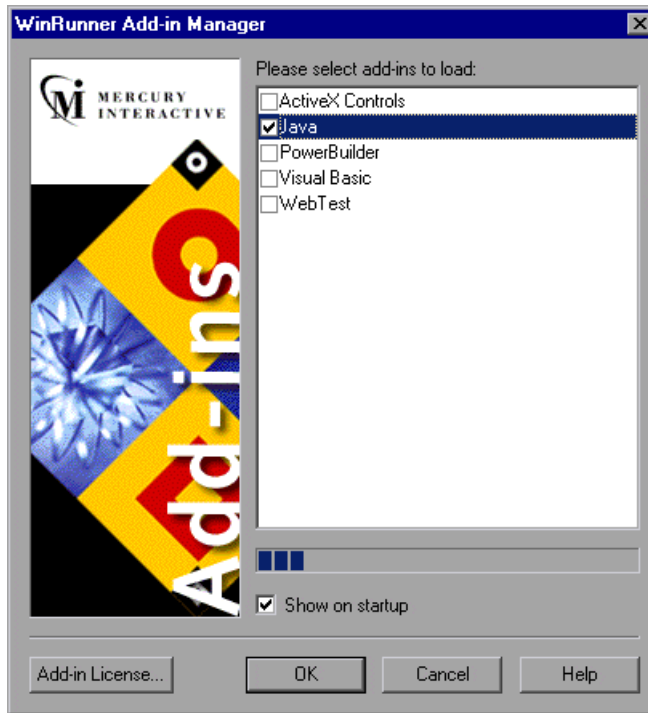 WinRunner Add-in Manager
MERCURY
INTERACTIVE
Add-ins
Please select add-ins to load:
ActiveX Controls
Java
PowerBuilder
Visual Basic
WebTest
Show on startup
Add-in License...
OK
Cancel
Help